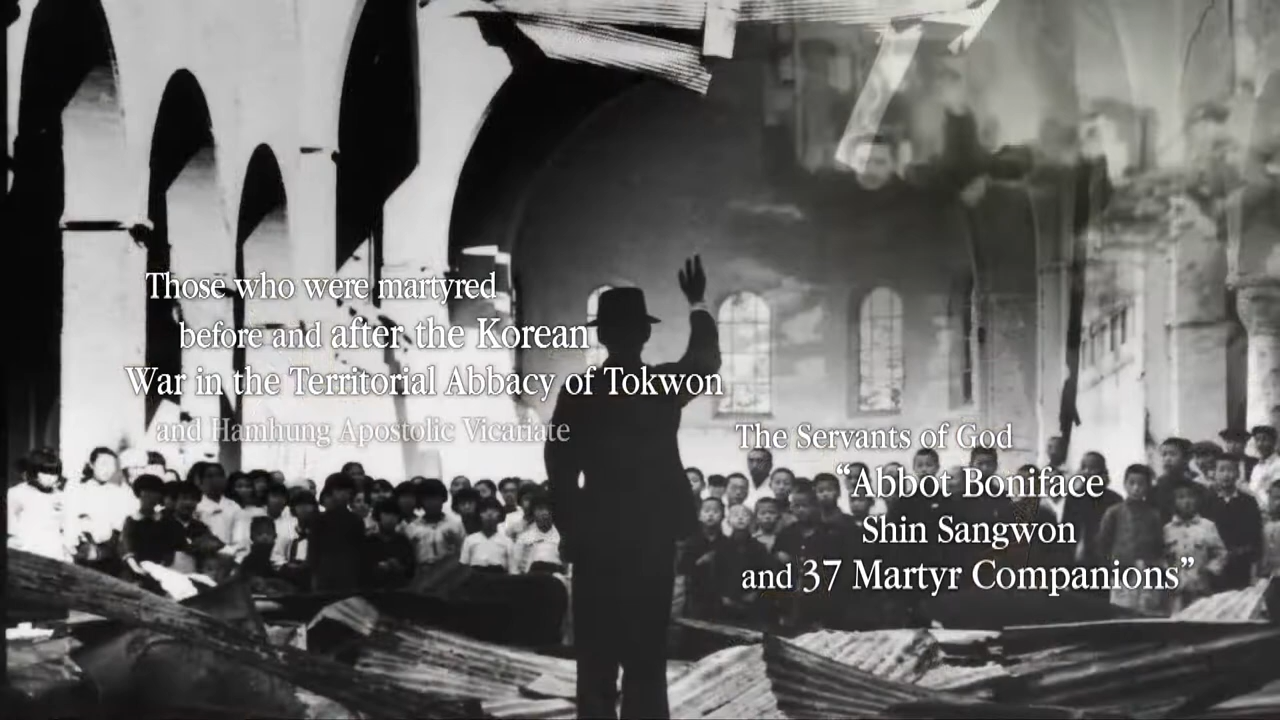 Those who were martyred
before and after the Korean
War in the Territorial Abbacy of Tokwon
and Hamhung Apostolic Vicariate
The Servants of God
“Abbot Boniface
Shin Sangwon
and 37 Martyr Companions”